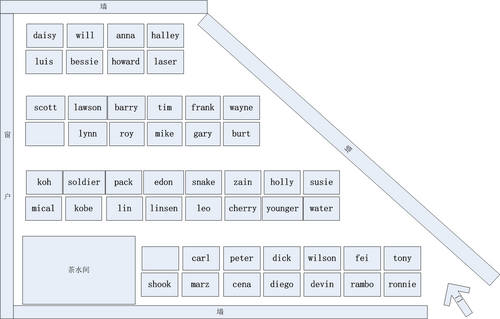 墙
daisy will anna halley
luis bessie howard laser
scott lawson barry tim frank wayne
lynn roy mike gary burt
窗
户
墙
koh soldier pack edon snake zain holly susie
mical kobe lin linsen leo cherry younger water
茶水间
carl peter dick wilson fei tony
shook marz cena diego devin rambo ronnie
门
墙